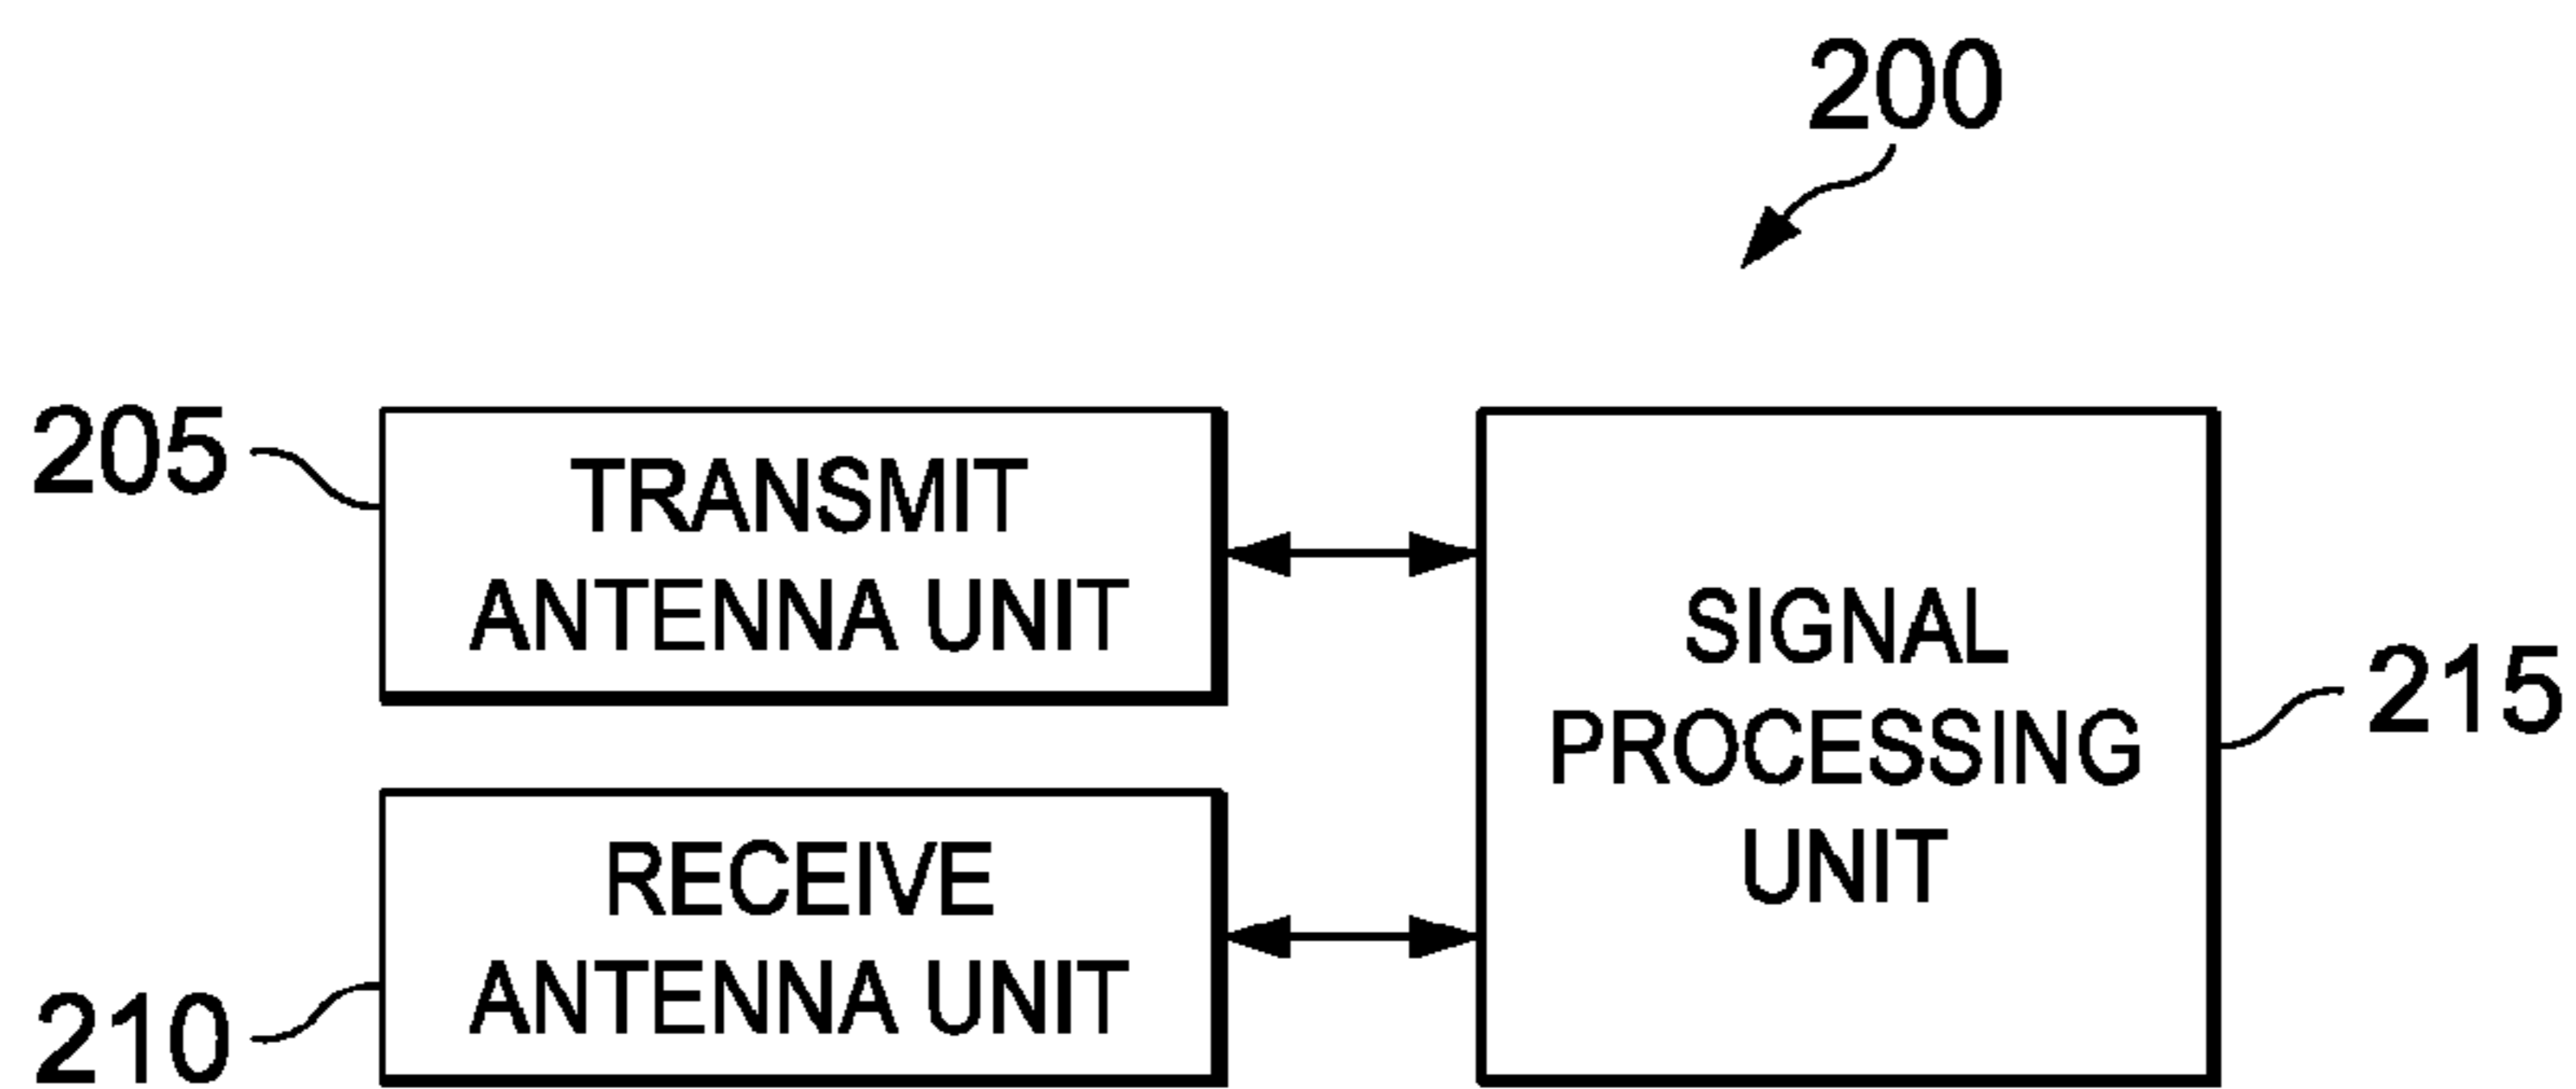 200
205
TRANSMIT
ANTENNA UNIT
SIGNAL
PROCESSING
UNIT
215
RECEIVE
ANTENNA UNIT
210